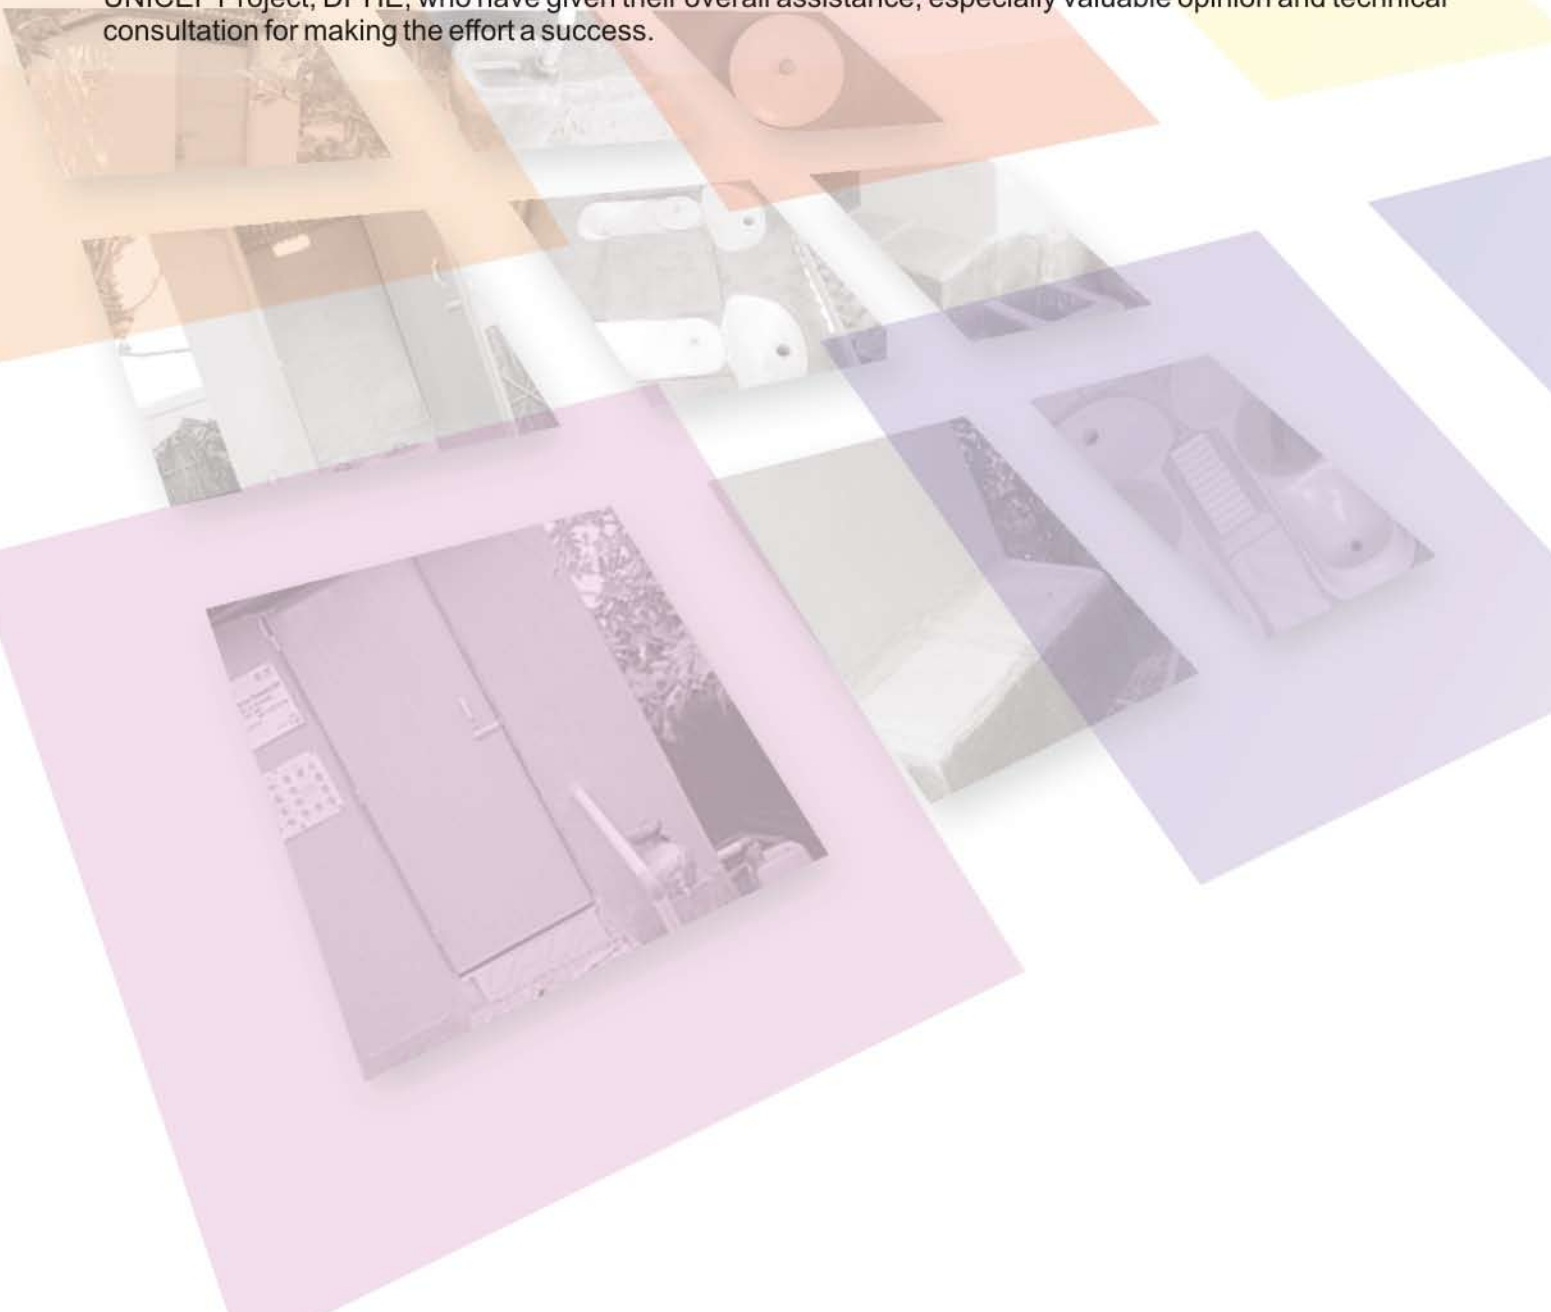 UNICEF Project, DPHE, who have given their overall assistance, especially valuable opinion and technical
consultation for making the effort a success.